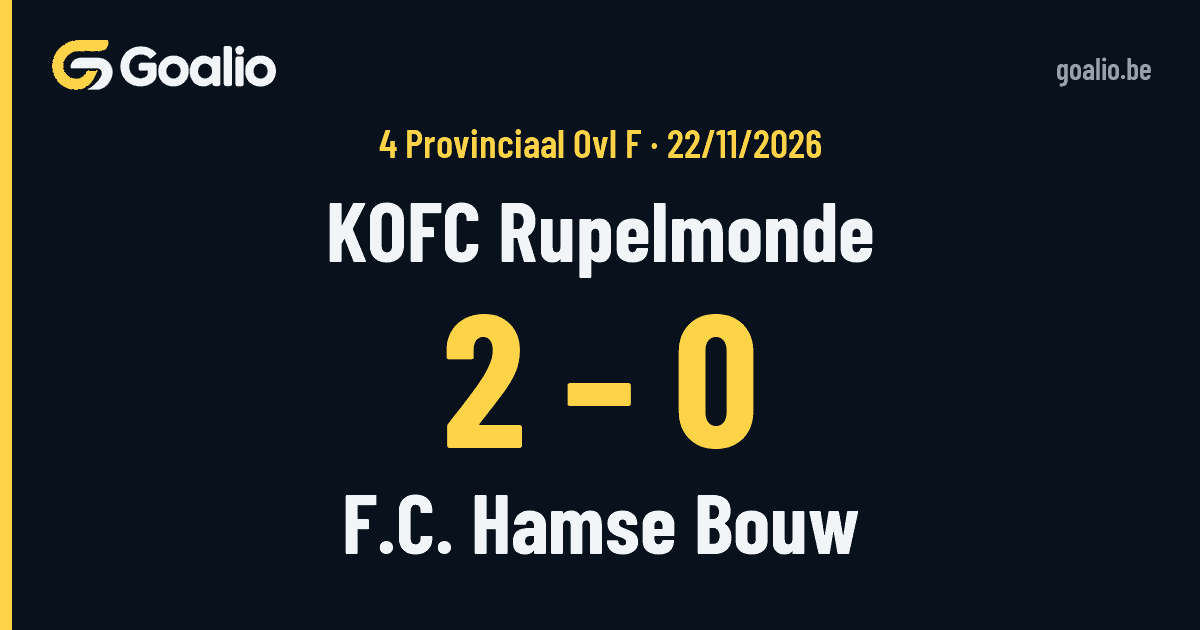 Goalio
goalio.be
4 Provinciaal Ovl F · 22/11/2026
KOFC Rupelmonde
2 - 0
F.C. Hamse Bouw